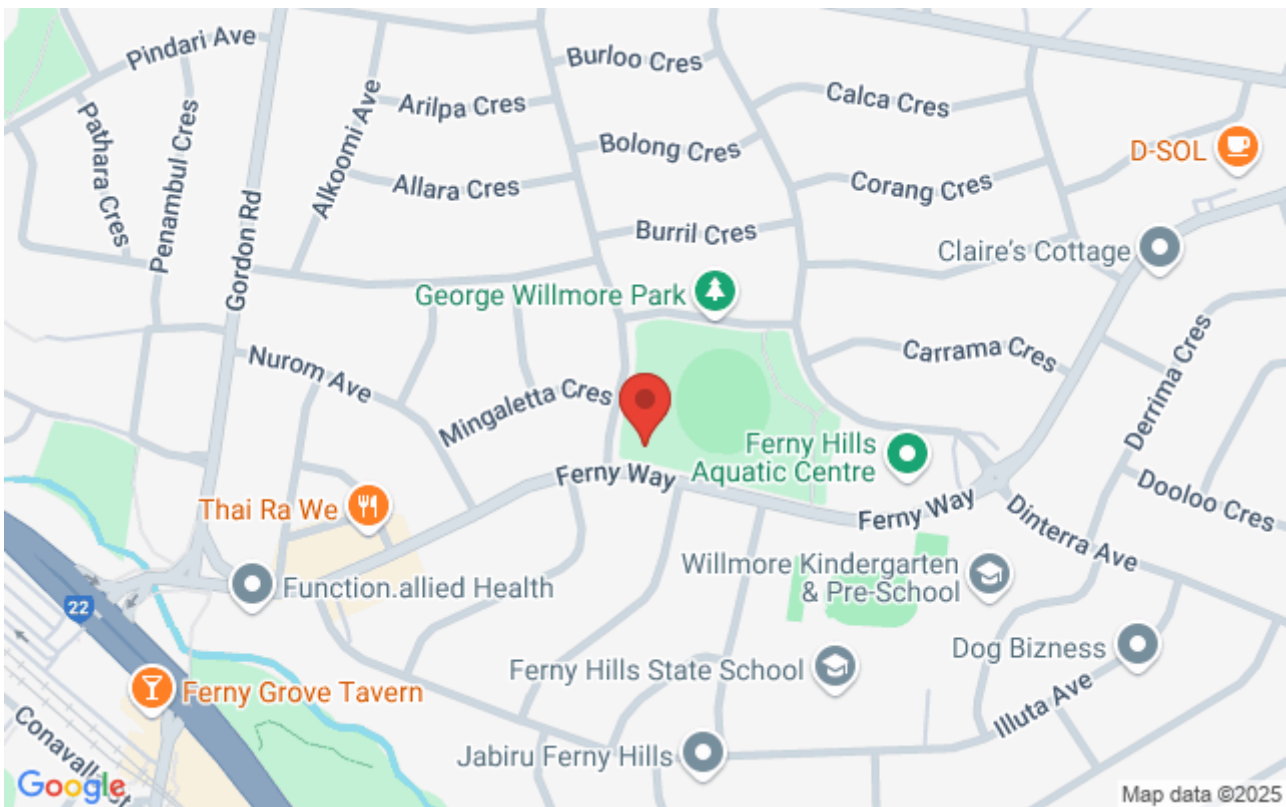 Pindari Ave
Burloo Cres
Calca Cres
Arilpa Cres
Pathara Cres
Penambul Cres
Alkoomi Ave
Bolong Cres
D-SOL
Allara Cres
Corang Cres
Gordon Rd
Burril Cres
Claire's Cottage
George Willmore Park
Nurom Ave
Carrama Cres
Derrima Cres
Mingaletta Cres
Ferny Hills
Aquatic Centre
Ferny Way
Dooloo Cres
Thai Ra We
Ferny Way
Dinterra Ave
Function.allied Health
Willmore Kindergarten
& Pre-School
22
Dog Bizness
Ferny Hills State School
Ferny Grove Tavern
Illuta Ave
Jabiru Ferny Hills
Google
Map data ©2025